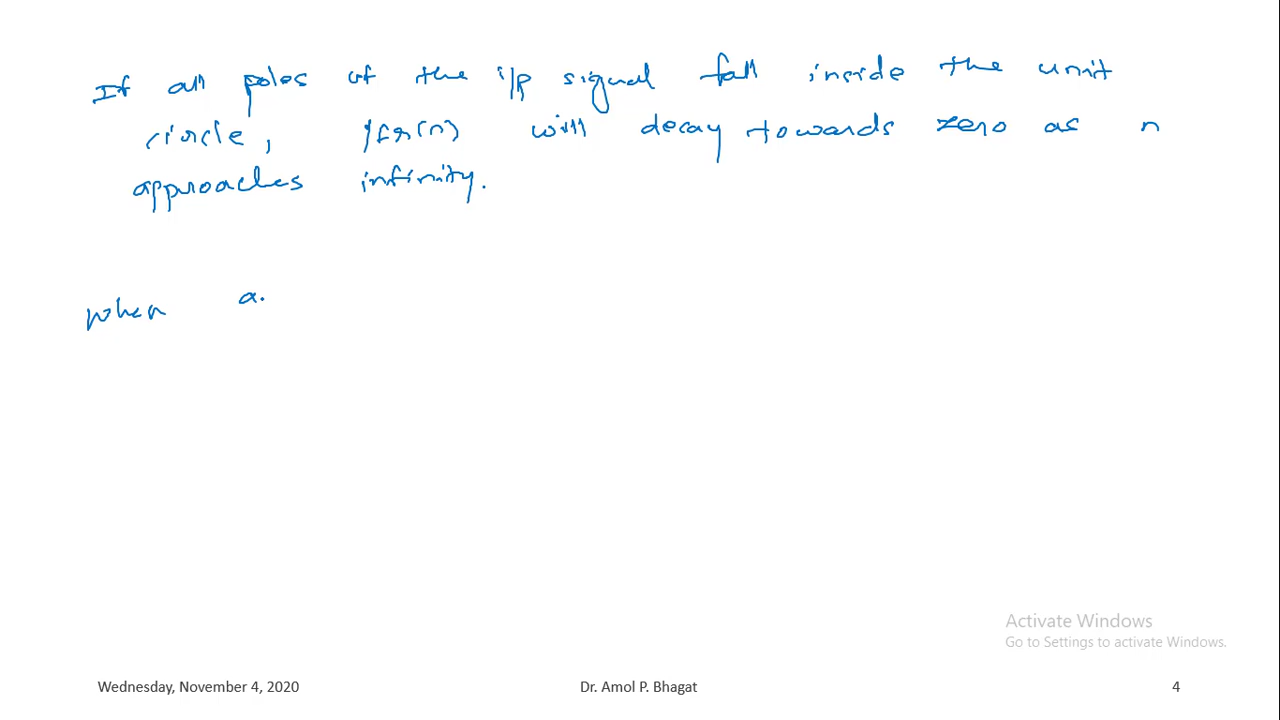 If all poles of the i/p signal fall inside the unit
circle, yfr(n) will decay towards zero as n
approaches infinity.
when a.
Activate Windows
Go to Settings to activate Windows.
Wednesday, November 4, 2020 Dr. Amol P. Bhagat 4